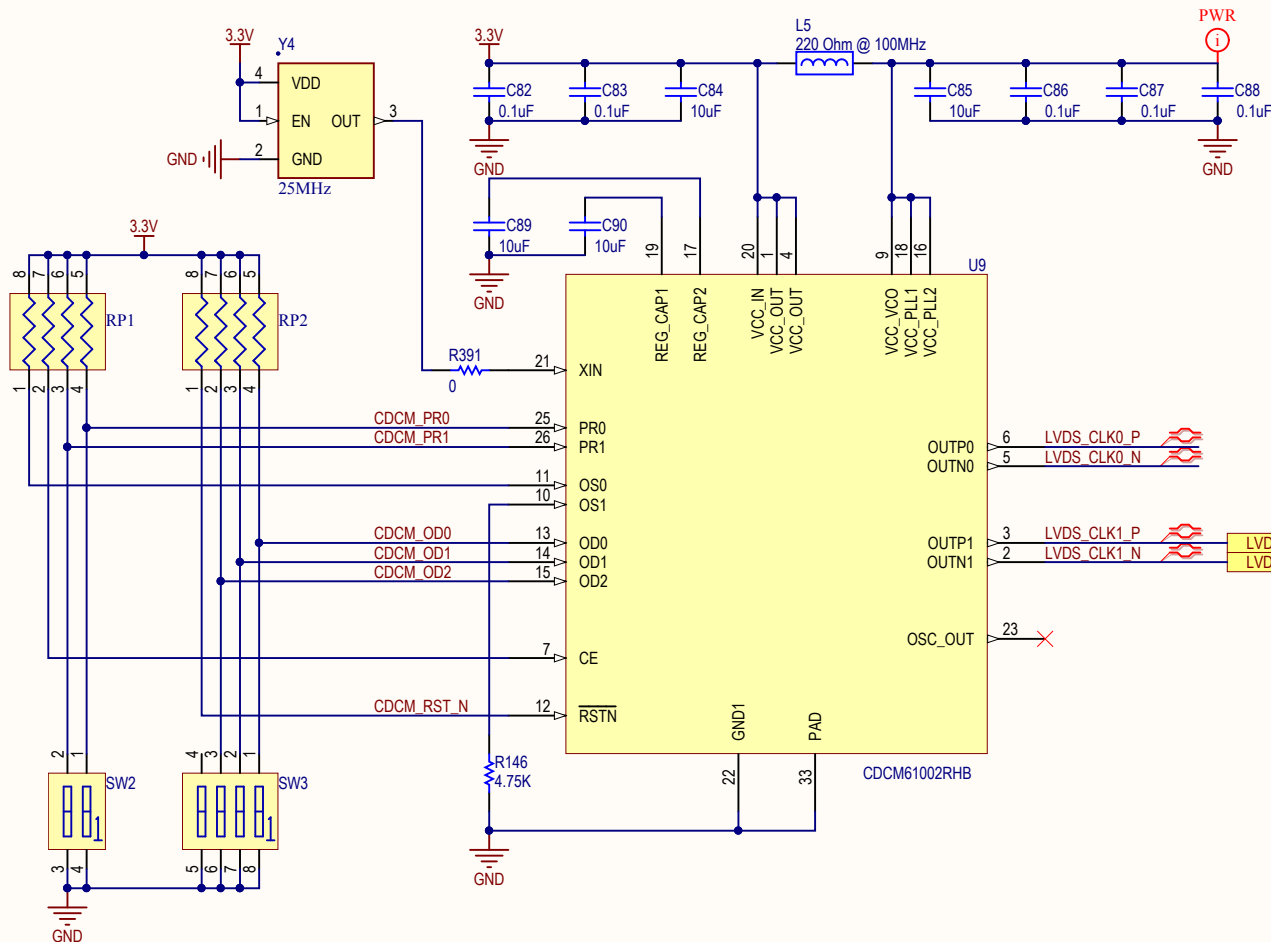 PWR
i
3.3V
Y4
3.3V
L5
220 Ohm @ 100MHz
4
VDD
1
EN
OUT
3
GND
2
GND
25MHz
C82
0.1uF
C83
0.1uF
C84
10uF
C85
10uF
C86
0.1uF
C87
0.1uF
C88
0.1uF
GND
GND
C89
10uF
C90
10uF
GND
3.3V
8
7
6
5
RP1
1
2
3
4
8
7
6
5
RP2
1
2
3
4
U9
19
REG_CAP1
17
REG_CAP2
20
VCC_IN
1
VCC_OUT
4
VCC_OUT
9
VCC_VCO
18
VCC_PLL1
16
VCC_PLL2
R391
0
21
XIN
CDCM_PR0
25
PR0
CDCM_PR1
26
PR1
11
OS0
10
OS1
CDCM_OD0
13
OD0
CDCM_OD1
14
OD1
CDCM_OD2
15
OD2
7
CE
CDCM_RST_N
12
RSTN
OUTP0
6
LVDS_CLK0_P
OUTN0
5
LVDS_CLK0_N
OUTP1
3
LVDS_CLK1_P
LVD
OUTN1
2
LVDS_CLK1_N
LVD
OSC_OUT
23
GND1
22
PAD
33
CDCM61002RHB
R146
4.75K
GND
2
1
SW2
1
3
4
4
3
2
1
SW3
1
5
6
7
8
GND